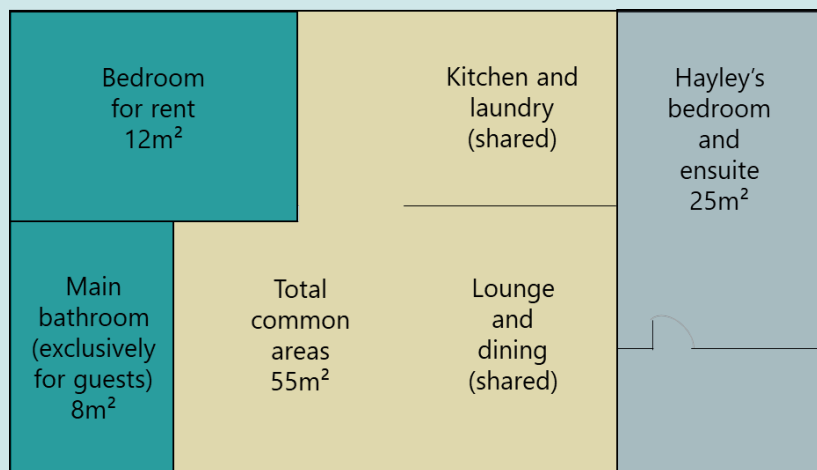 Bedroom
for rent
12m²
Kitchen and
laundry
(shared)
Hayley's
bedroom
and
ensuite
25m²
Main
bathroom
(exclusively
for guests)
8m²
Total
common
areas
55m²
Lounge
and
dining
(shared)